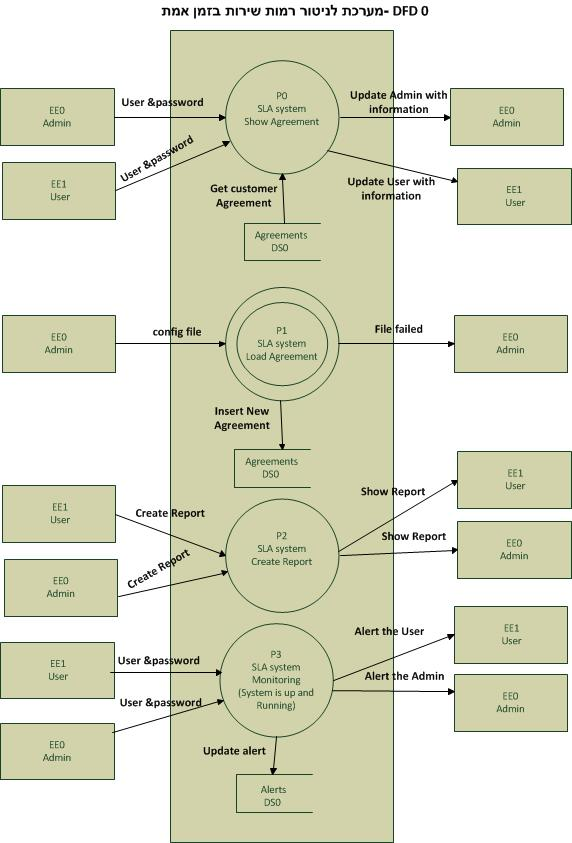 DFD 0 -מערכת לניטור רמות שירות בזמן אמת
EE0
Admin
User &password
P0
SLA system
Show Agreement
Update Admin with
information
EE0
Admin
EE1
User
User &password
Get customer
Agreement
Update User with
information
EE1
User
Agreements
DS0
EE0
Admin
config file
P1
SLA system
Load Agreement
File failed
EE0
Admin
Insert New
Agreement
Agreements
DS0
EE1
User
Create Report
P2
SLA system
Create Report
Show Report
EE1
User
EE0
Admin
Create Report
Show Report
EE0
Admin
EE1
User
User &password
P3
SLA system
Monitoring
(System is up and
Running)
Alert the User
EE1
User
EE0
Admin
User &password
Alert the Admin
EE0
Admin
Update alert
Alerts
DS0